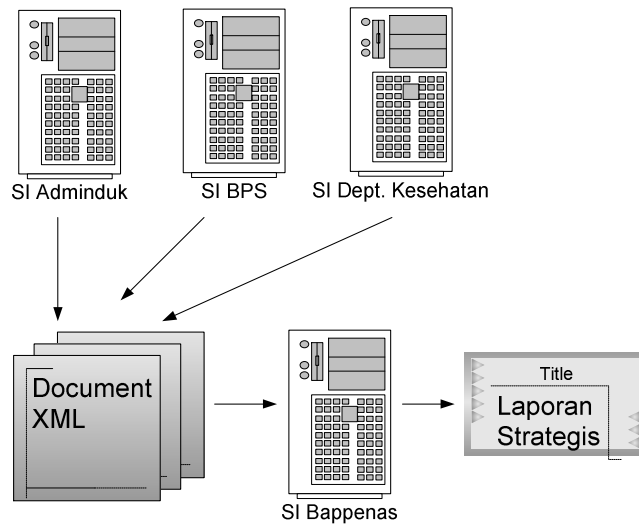 SI Adminduk
SI BPS
SI Dept. Kesehatan
Document
XML
Title
Laporan
Strategis
SI Bappenas